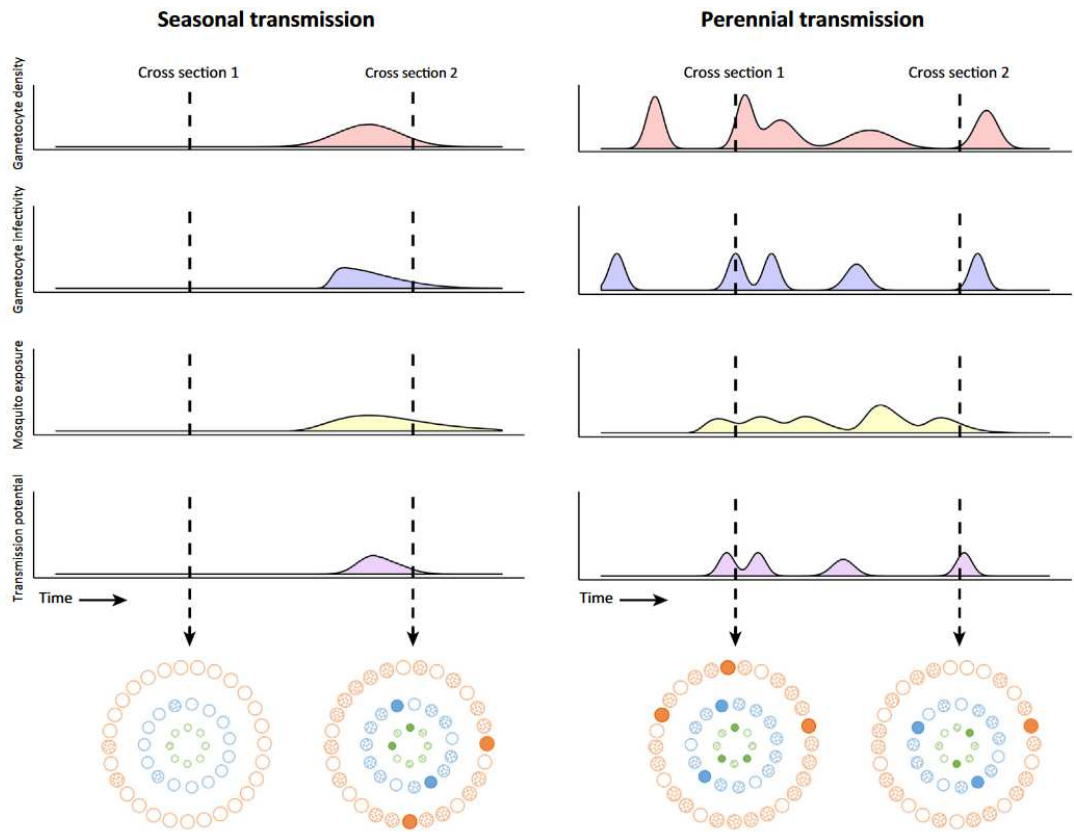 Seasonal transmission
Perennial transmission
Cross section 1
Cross section 2
Cross section 1
Cross section 2
Gametocyte density
Gametocyte infectivity
Mosquito exposure
Transmission potential
Time
Time